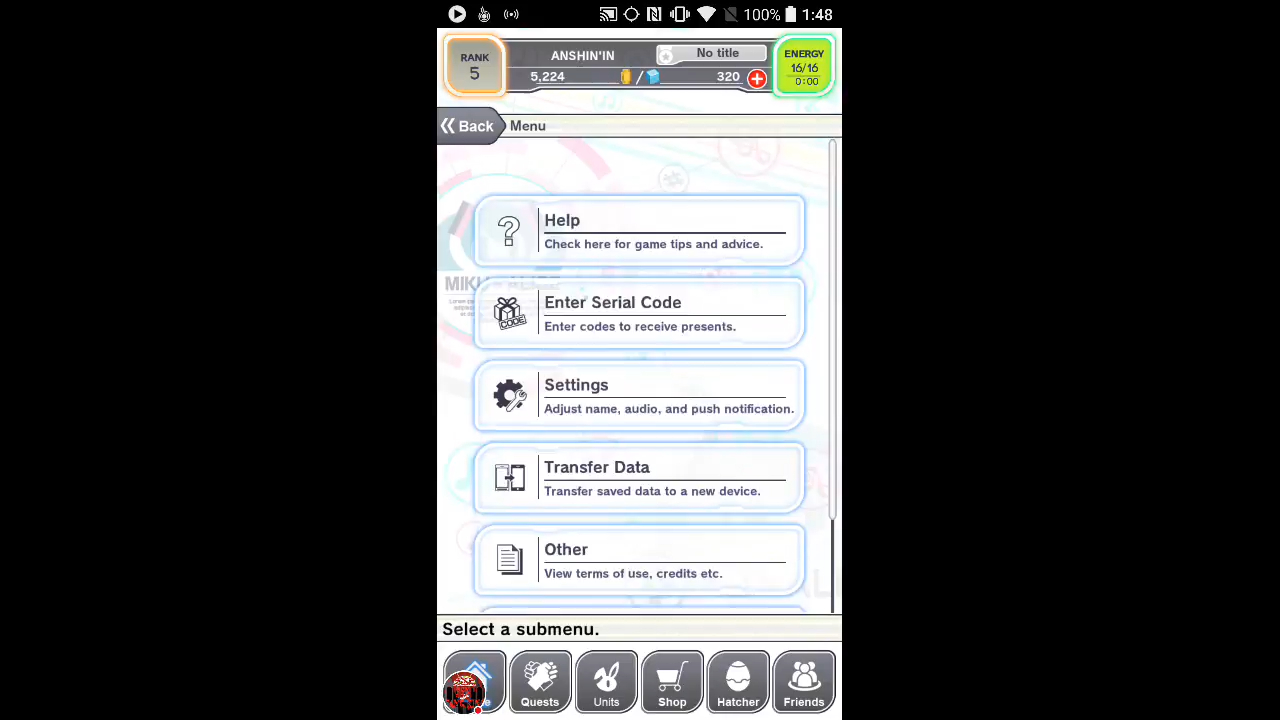 100% 1:48
RANK
5
ANSHIN'IN
No title
5,224 / 320
ENERGY
16/16
0:00
Back
Menu
Help
Check here for game tips and advice.
Enter Serial Code
Enter codes to receive presents.
CODE
Settings
Adjust name, audio, and push notification.
Transfer Data
Transfer saved data to a new device.
Other
View terms of use, credits etc.
Select a submenu.
Quests
Units
Shop
Hatcher
Friends